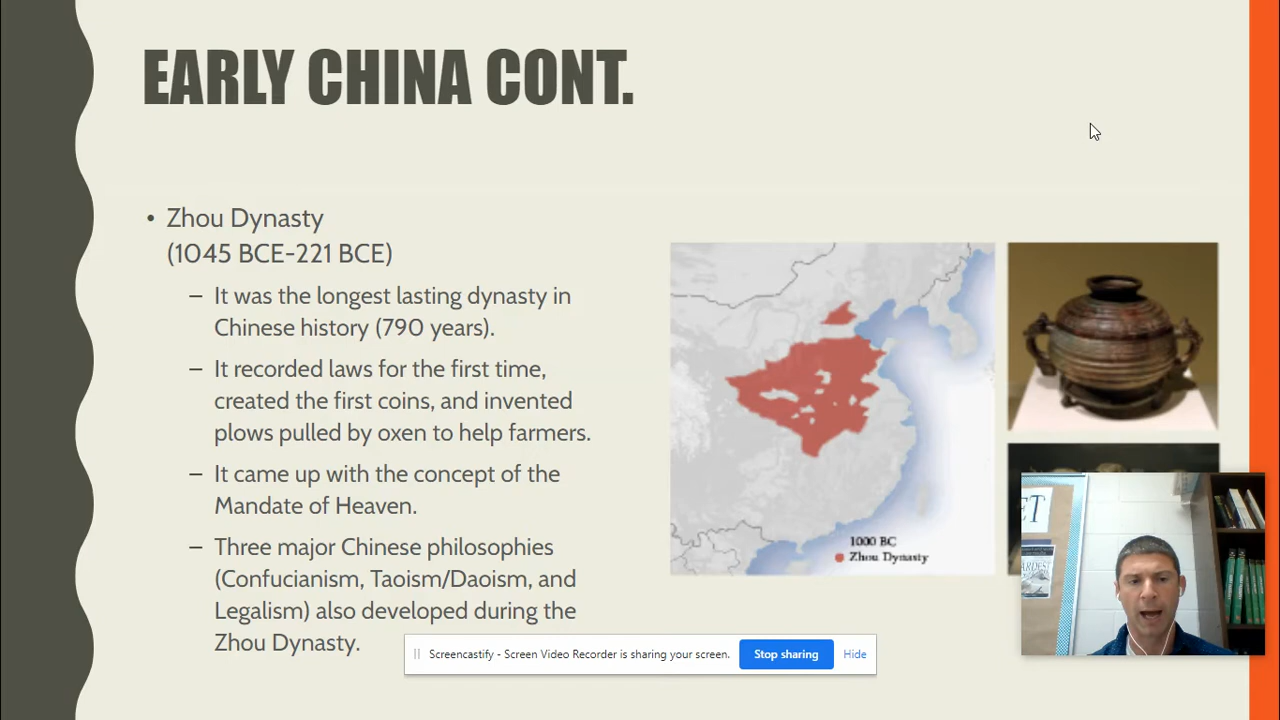 EARLY CHINA CONT.
• Zhou Dynasty
(1045 BCE-221 BCE)
– It was the longest lasting dynasty in
Chinese history (790 years).
– It recorded laws for the first time,
created the first coins, and invented
plows pulled by oxen to help farmers.
– It came up with the concept of the
Mandate of Heaven.
– Three major Chinese philosophies
(Confucianism, Taoism/Daoism, and
Legalism) also developed during the
Zhou Dynasty.
1000 BC
Zhou Dynasty
ET
ARDEST
Screencastify - Screen Video Recorder is sharing your screen.
Stop sharing
Hide